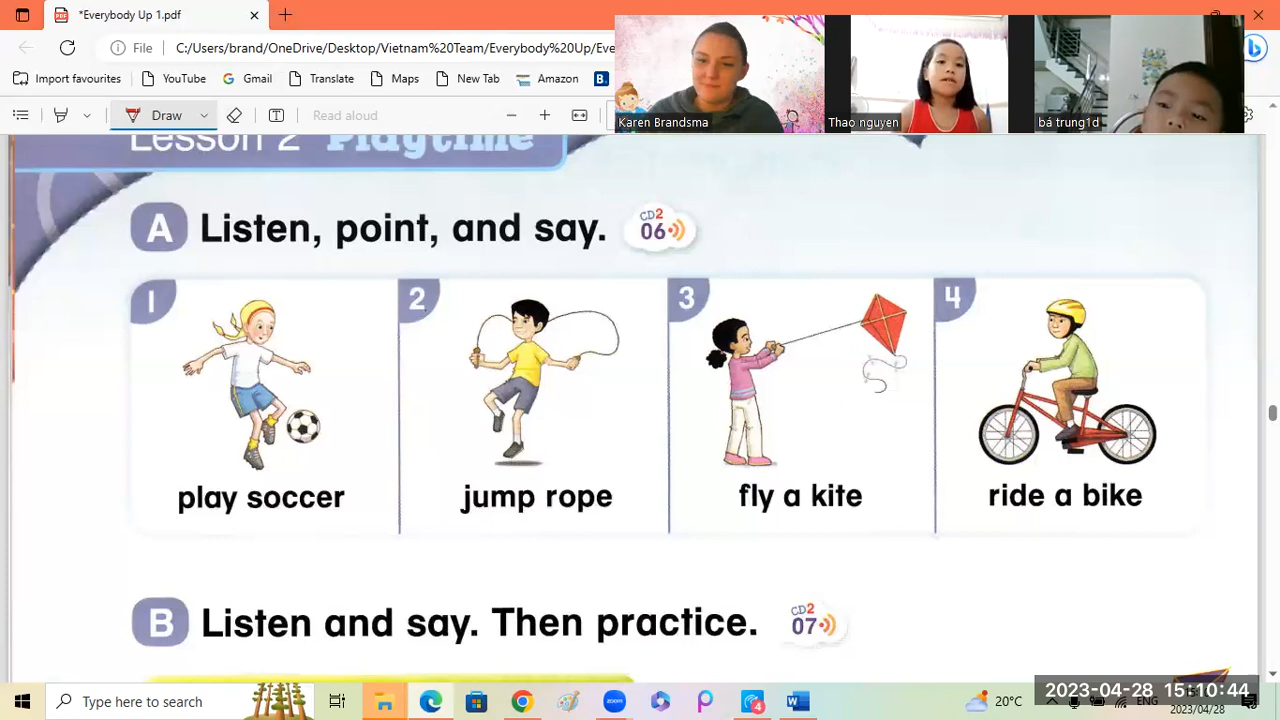 *Everybody Up 1.pdf
File
C:/Users/brand/OneDrive/Desktop/Vietnam%20Team/Everybody%20Up/Eve
Import favourites
YouTube
Gmail
Translate
Maps
New Tab
Amazon
B.
Draw
Read aloud
Karen Brandsma
Thao nguyen
bá trung1d
Lesson 2 Playtime
A Listen, point, and say. CD2 06
1
2
3
4
play soccer
jump rope
fly a kite
ride a bike
B Listen and say. Then practice. CD2 07
Type here to search
zoom
4
20°C
ENG
2023-04-28 15:10:44
2023/04/28